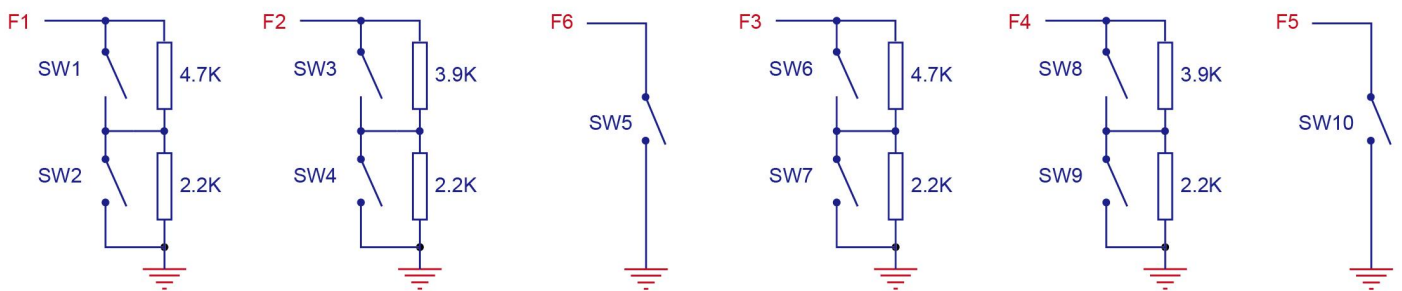 F1
SW1
4.7K
SW2
2.2K
F2
SW3
3.9K
SW4
2.2K
F6
SW5
F3
SW6
4.7K
SW7
2.2K
F4
SW8
3.9K
SW9
2.2K
F5
SW10